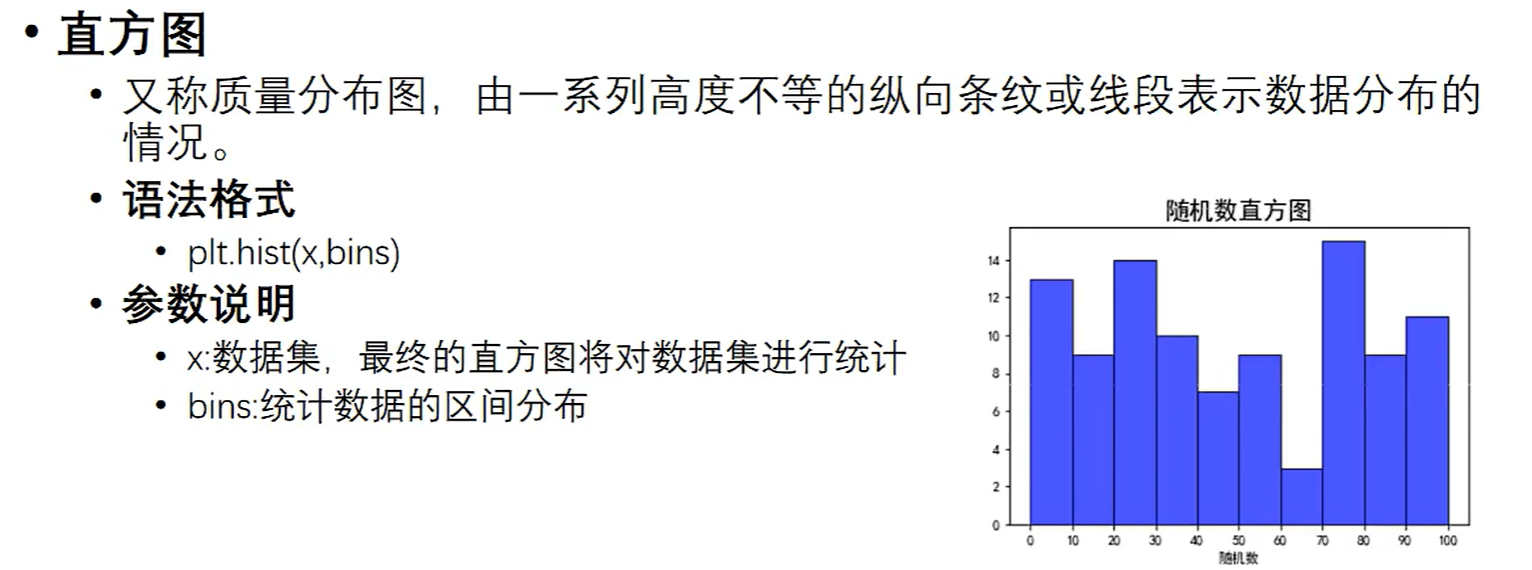 • 直方图
• 又称质量分布图，由一系列高度不等的纵向条纹或线段表示数据分布的
情况。
• 语法格式
• plt.hist(x,bins)
• 参数说明
• x:数据集，最终的直方图将对数据集进行统计
• bins:统计数据的区间分布
随机数直方图
14
12
10
8
6
4
2
0
0 10 20 30 40 50 60 70 80 90 100
随机数